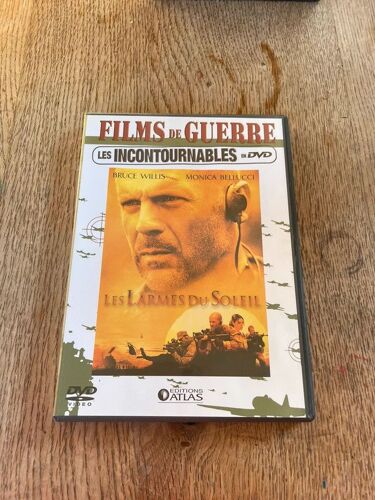 FILMS DE GUERRE
LES INCONTOURNABLES EN DVD
BRUCE WILLIS MONICA BELLUCCI
LES LARMES DU SOLEIL
DVD
VIDEO
EDITIONS
ATLAS